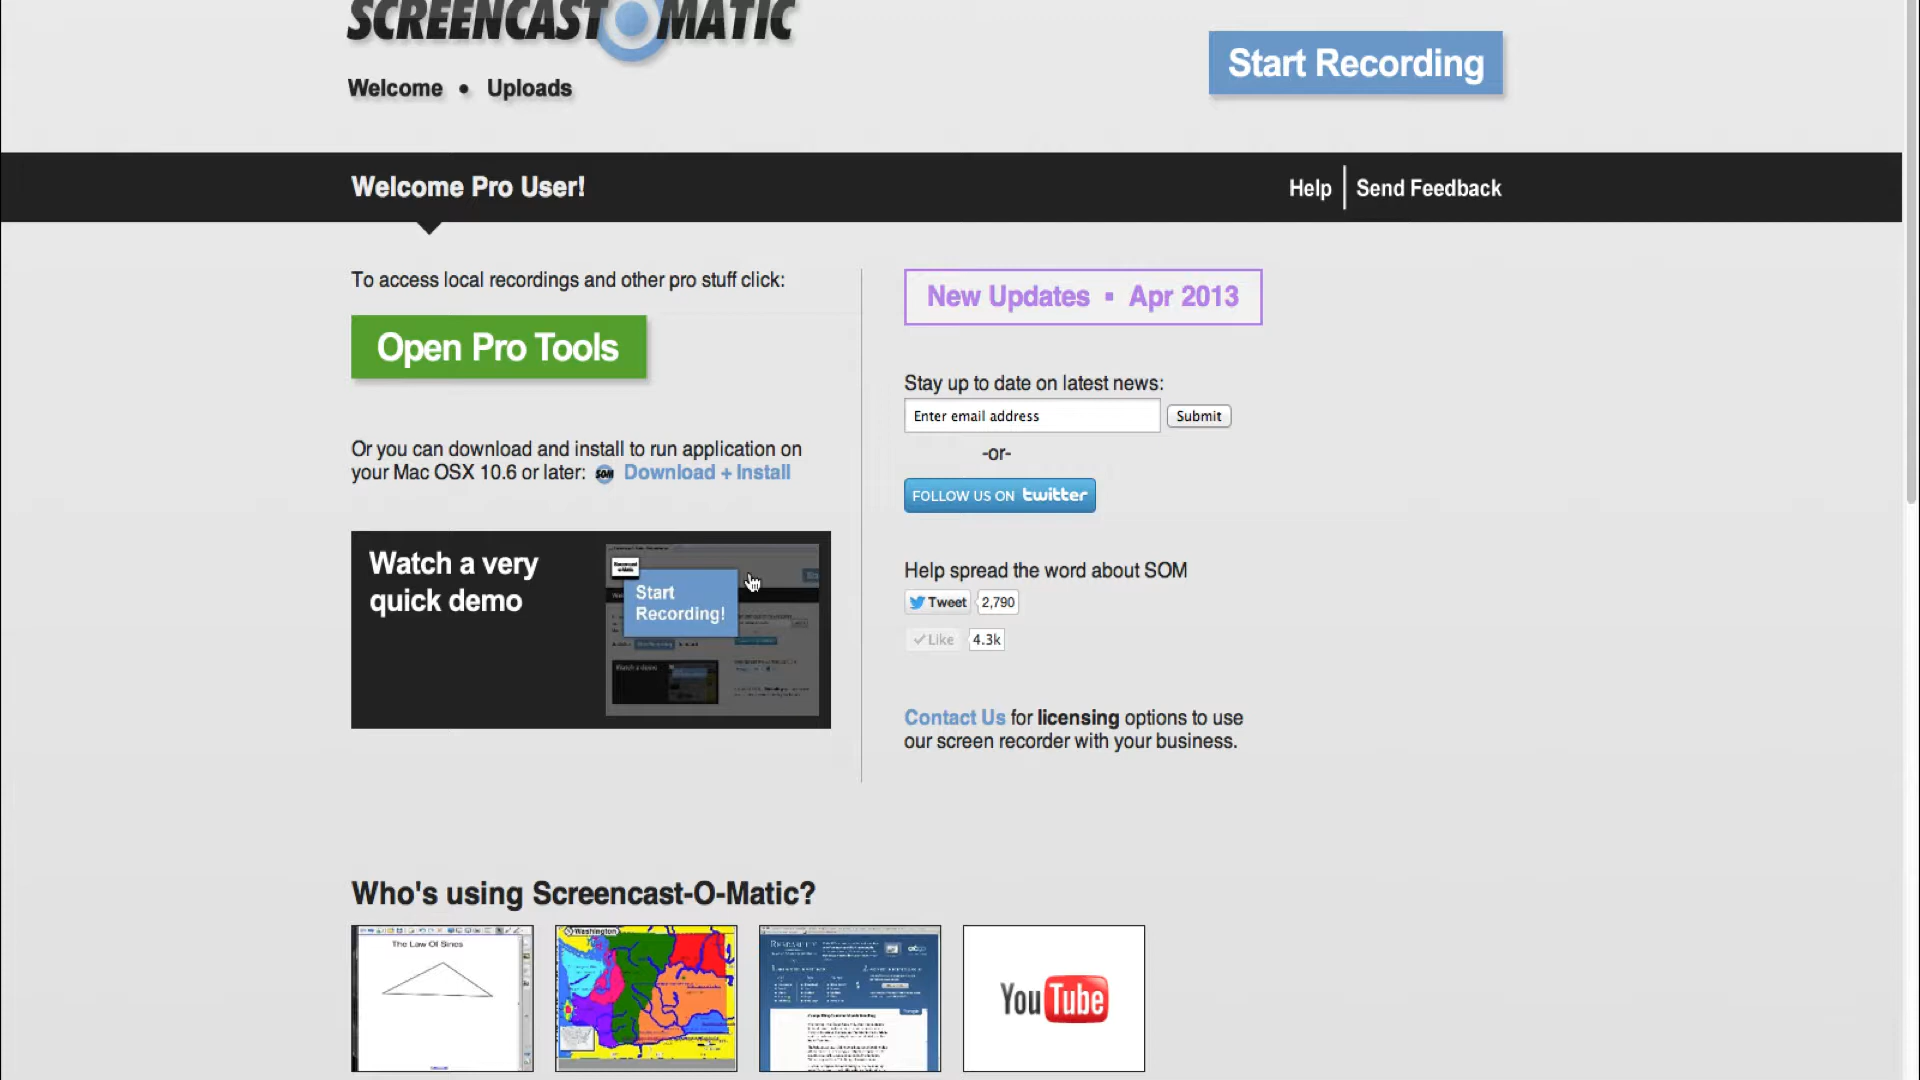 SCREENCAST MATIC
Welcome • Uploads
Start Recording
Welcome Pro User!
Help
Send Feedback
To access local recordings and other pro stuff click:
Open Pro Tools
Or you can download and install to run application on
your Mac OSX 10.6 or later: SOM Download + Install
Watch a very
quick demo
Start
Recording!
Watch a demo
New Updates ▪ Apr 2013
Stay up to date on latest news:
Enter email address
Submit
-or-
FOLLOW US ON twitter
Help spread the word about SOM
Tweet 2,790
Like 4.3k
Contact Us for licensing options to use
our screen recorder with your business.
Who's using Screencast-O-Matic?
The Law Of Sines
Washington
YouTube